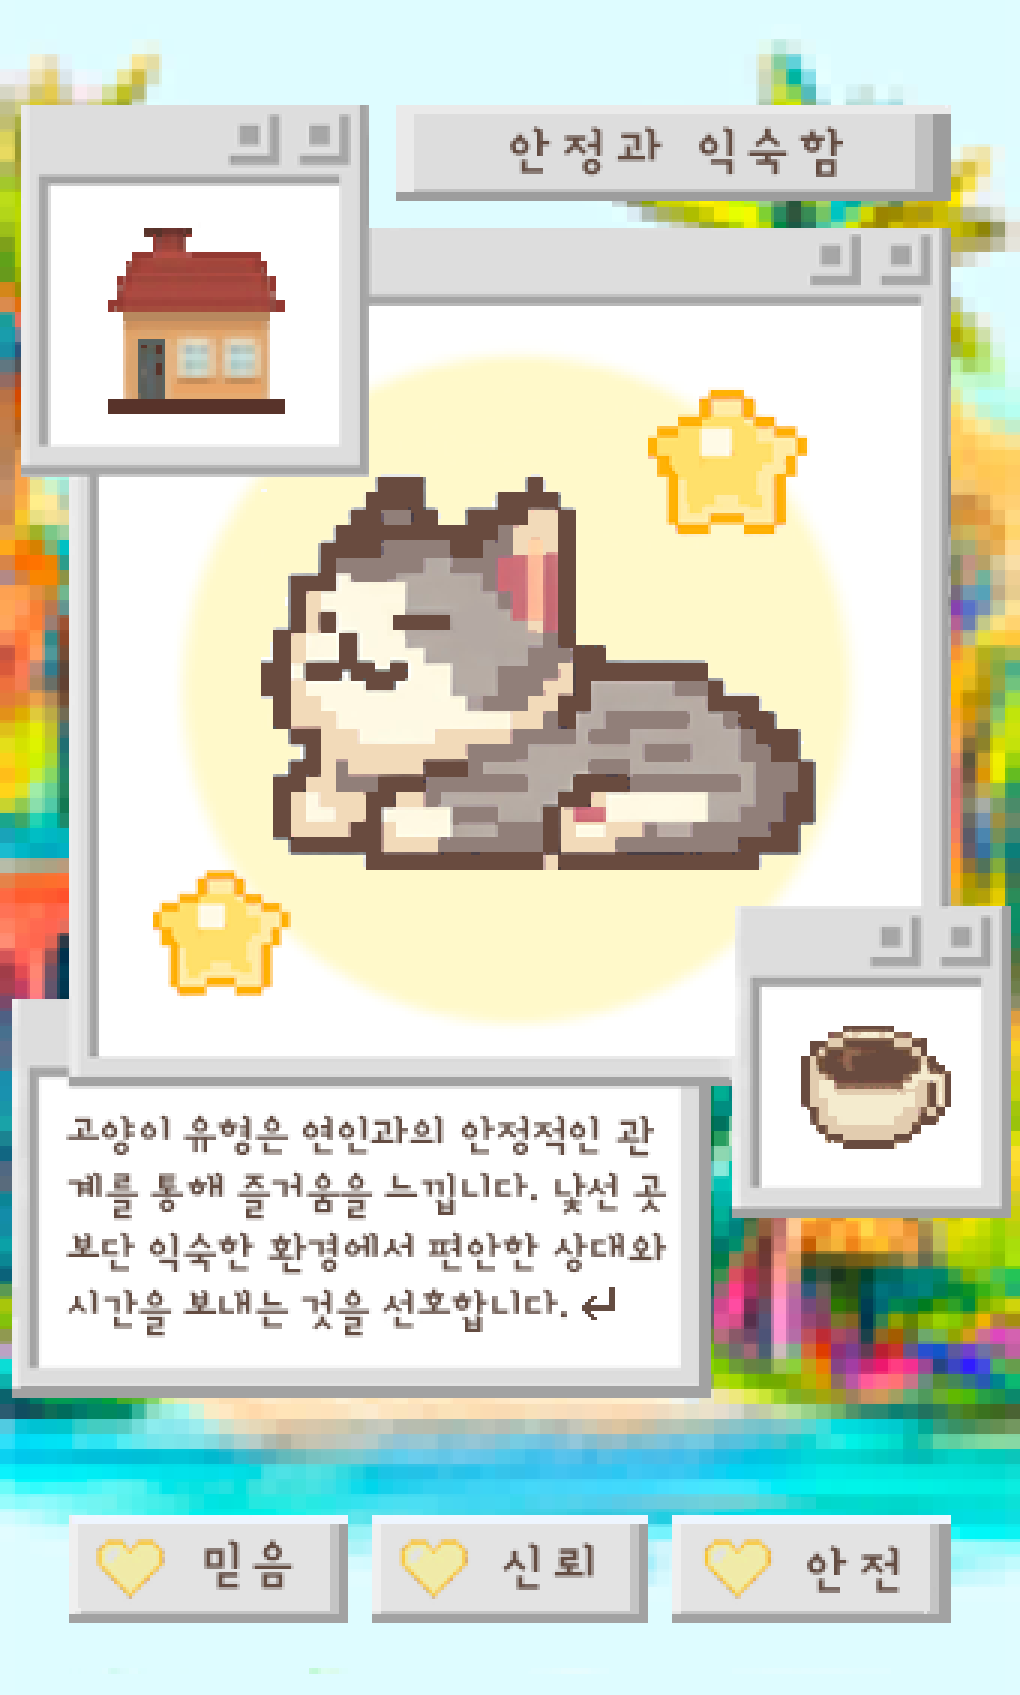 안정과 익숙함
고양이 유형은 연인과의 안정적인 관
계를 통해 즐거움을 느낍니다. 낯선 곳
보단 익숙한 환경에서 편안한 상대와
시간을 보내는 것을 선호합니다. ↵
믿음
신뢰
안전